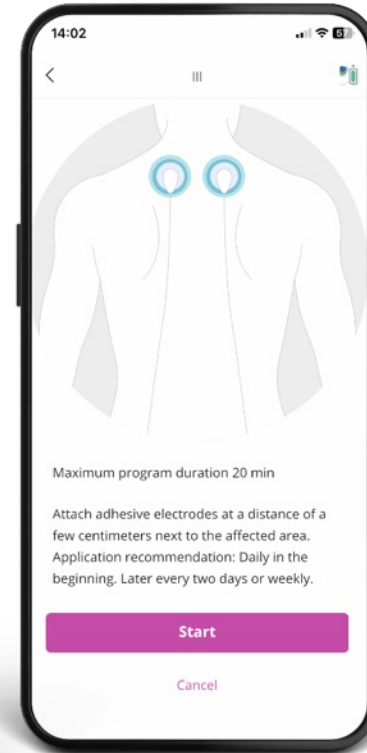 14:02
57
Maximum program duration 20 min
Attach adhesive electrodes at a distance of a
few centimeters next to the affected area.
Application recommendation: Daily in the
beginning. Later every two days or weekly.
Start
Cancel